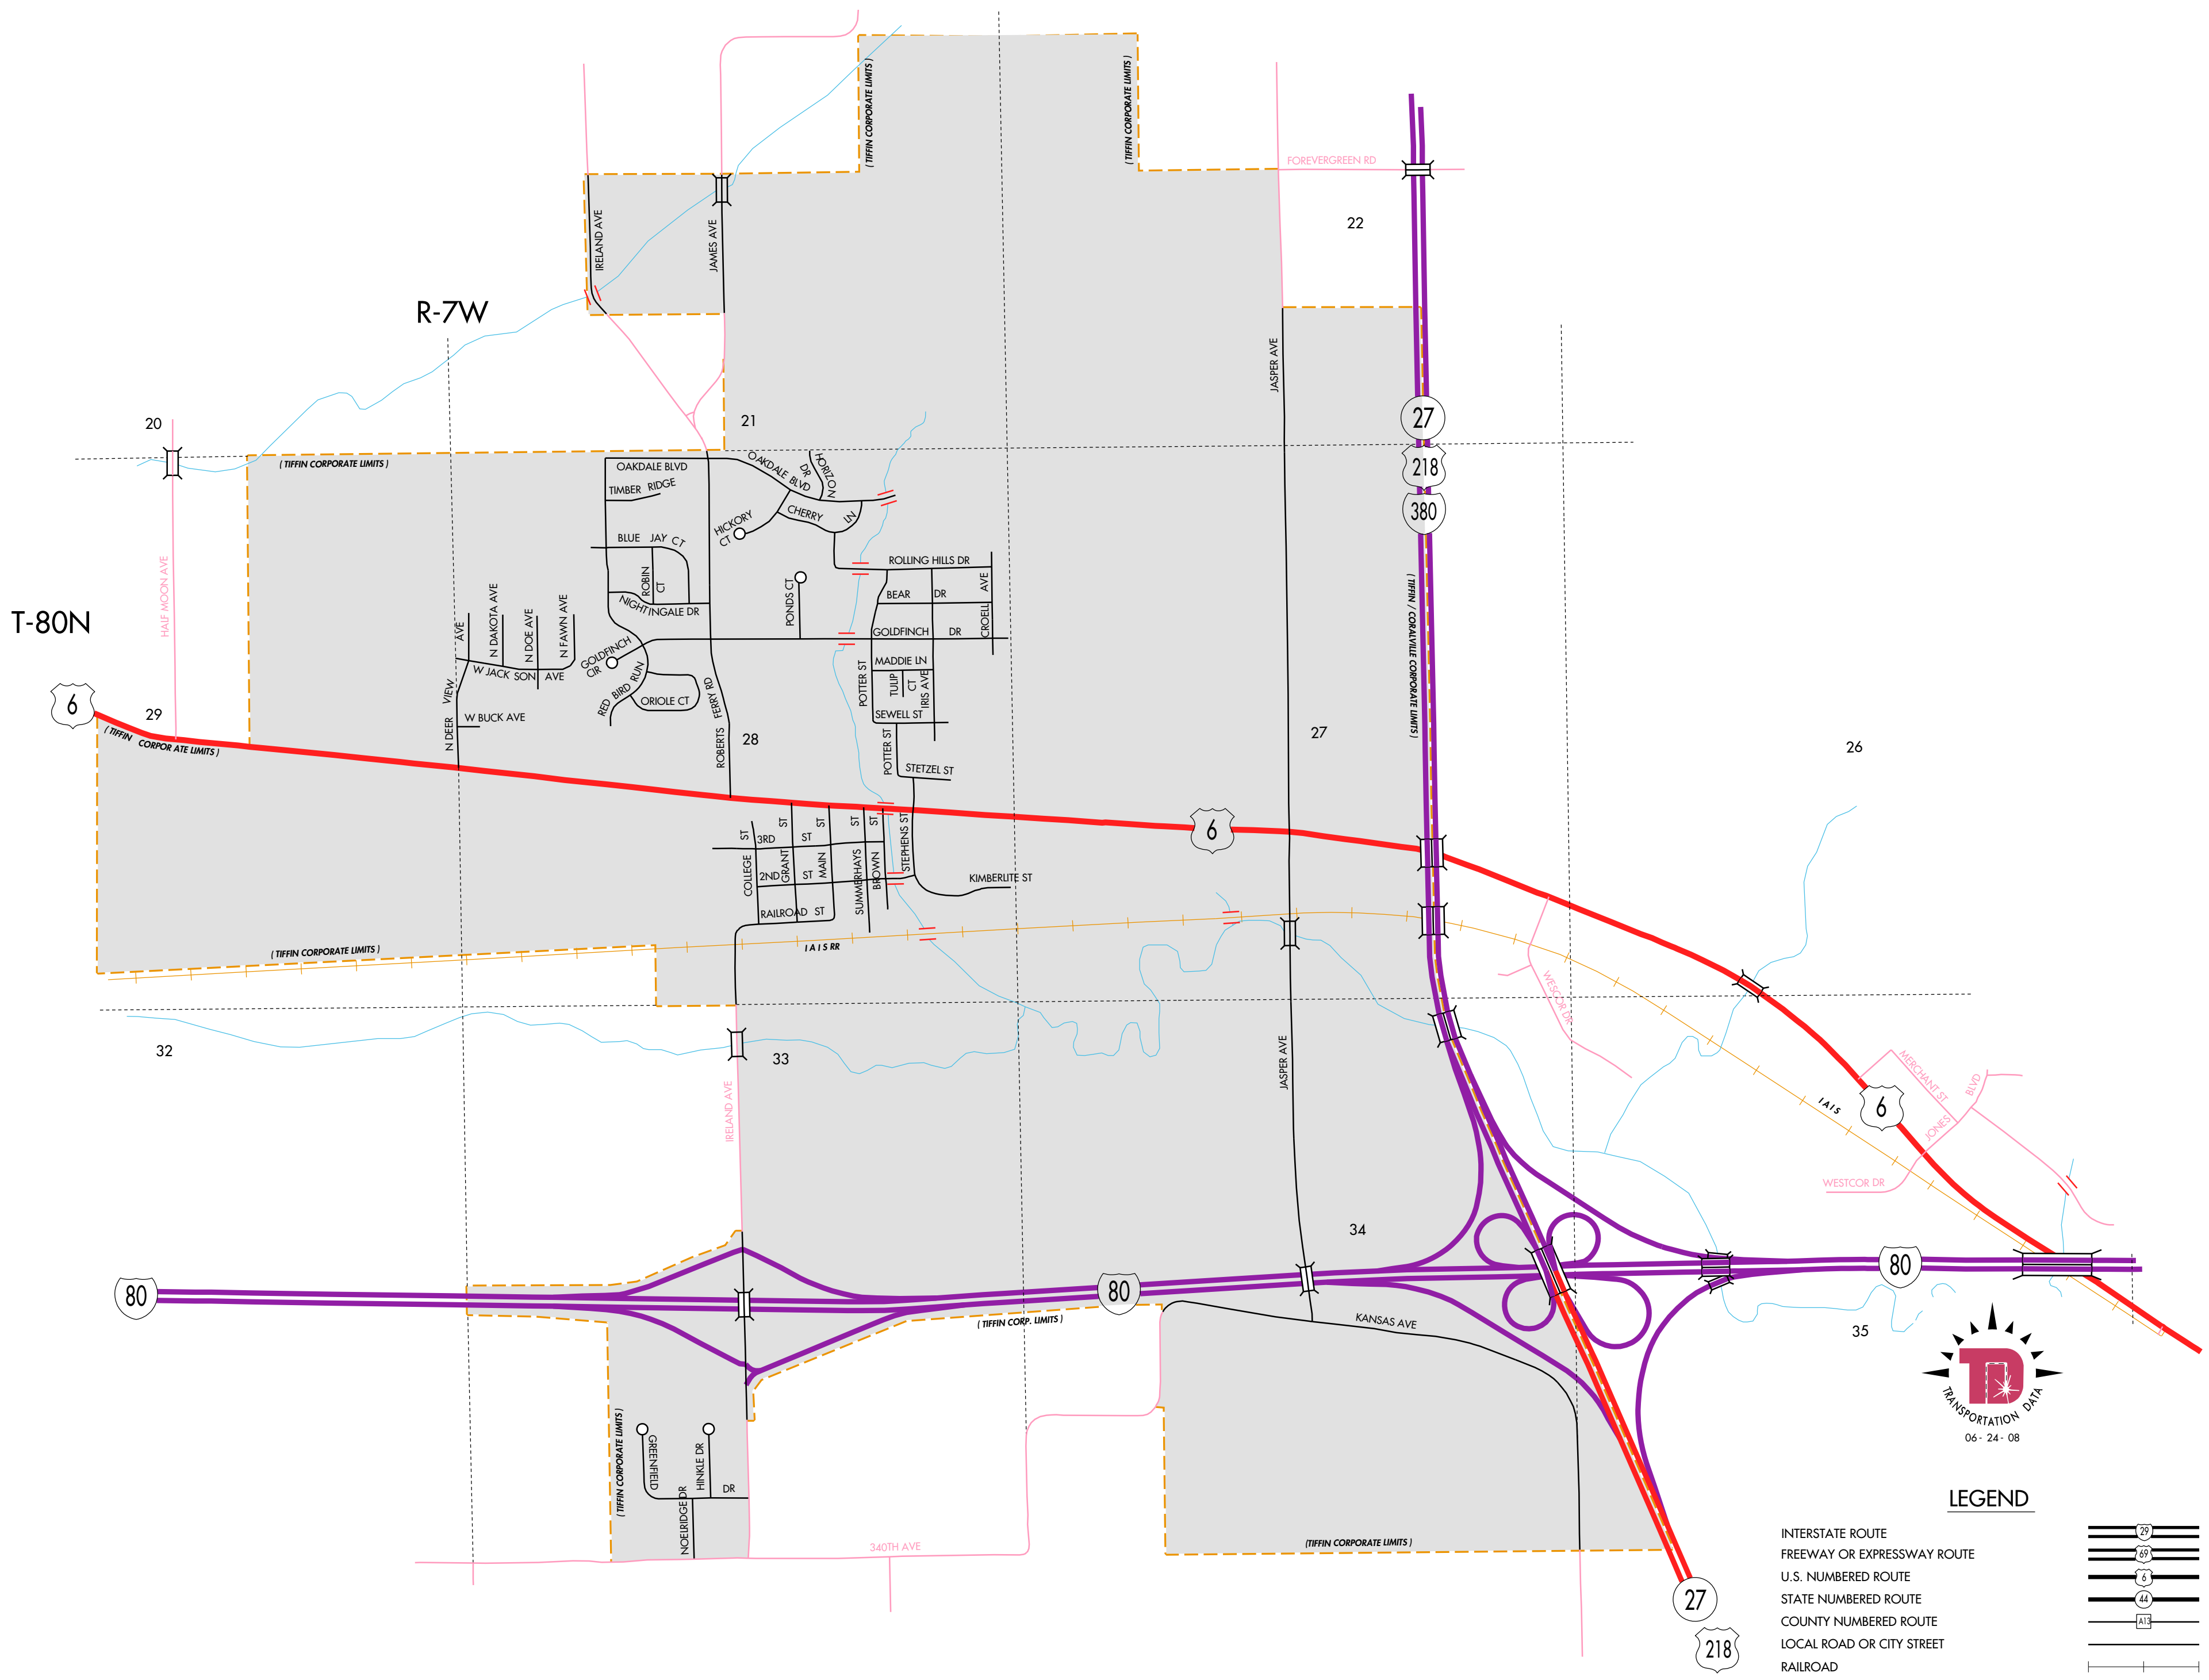 ( TIFFIN CORPORATE LIMITS )
( TIFFIN CORPORATE LIMITS )
FOREVERGREEN RD
22
IRELAND AVE
JAMES AVE
R-7W
JASPER AVE
27
218
380
20
21
( TIFFIN CORPORATE LIMITS )
OAKDALE BLVD
OAKDALE BLVD
HORIZON DR
TIMBER RIDGE
CHERRY LN
HICKORY CT
BLUE JAY CT
ROBIN CT
NIGHTINGALE DR
ROLLING HILLS DR
BEAR DR
CROELL AVE
PONDS CT
GOLDFINCH DR
HALF MOON AVE
T-80N
N DAKOTA AVE
N DOE AVE
N FAWN AVE
W JACKSON AVE
N DEER VIEW AVE
W BUCK AVE
GOLDFINCH CIR
RED BIRD RUN
ORIOLE CT
ROBERTS FERRY RD
POTTER ST
MADDIE LN
TULIP CT
IRIS AVE
SEWELL ST
POTTER ST
STETZEL ST
( TIFFIN / CORALVILLE CORPORATE LIMITS )
6
29
( TIFFIN CORPORATE LIMITS )
28
27
26
6
COLLEGE ST
3RD ST
GRANT ST
MAIN ST
SUMMERHAYS ST
BROWN ST
STEPHENS ST
2ND ST
KIMBERLITE ST
RAILROAD ST
( TIFFIN CORPORATE LIMITS )
I A I S RR
WESCOR DR
32
33
JASPER AVE
IRELAND AVE
MERCHANT ST
JONES BLVD
I A I S
6
WESTCOR DR
34
80
80
80
( TIFFIN CORP. LIMITS )
KANSAS AVE
35
TRANSPORTATION DATA
06 - 24 - 08
( TIFFIN CORPORATE LIMITS )
GREENFIELD DR
HINKLE DR
NOELRIDGE DR
340TH AVE
(TIFFIN CORPORATE LIMITS )
27
218
LEGEND
INTERSTATE ROUTE 29
FREEWAY OR EXPRESSWAY ROUTE 69
U.S. NUMBERED ROUTE 6
STATE NUMBERED ROUTE 44
COUNTY NUMBERED ROUTE A13
LOCAL ROAD OR CITY STREET
RAILROAD